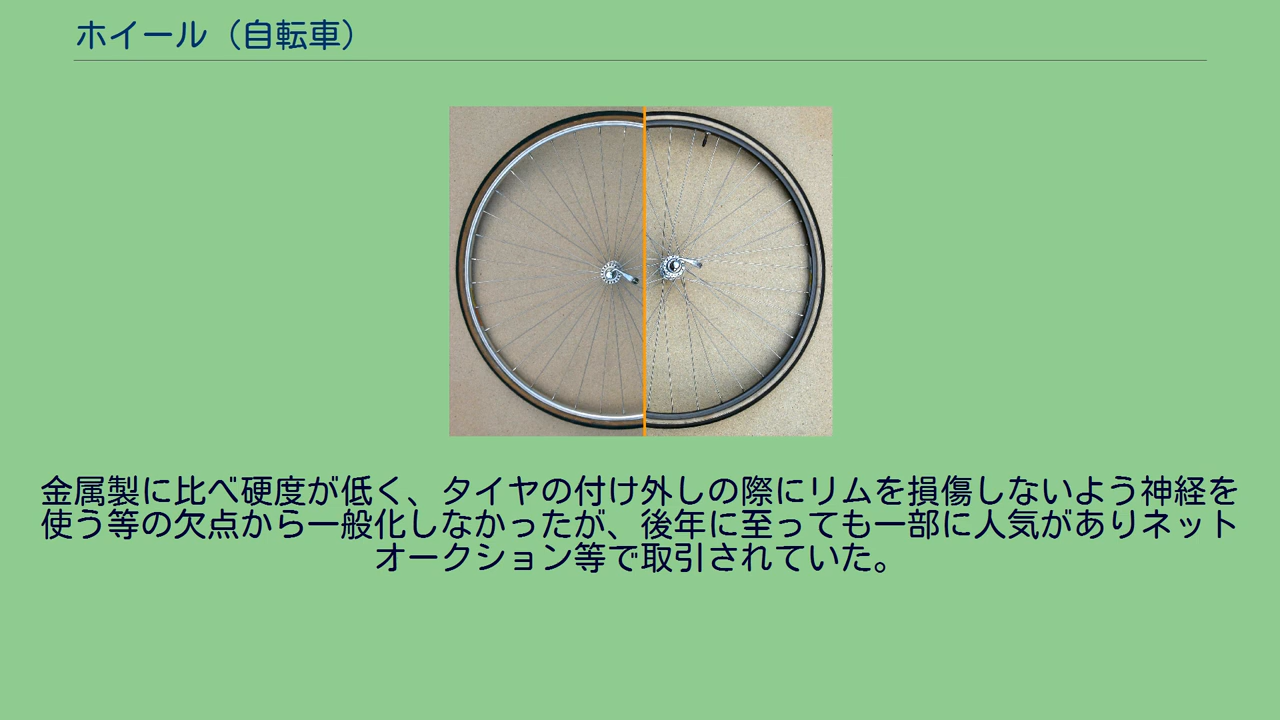 ホイール（自転車）
金属製に比べ硬度が低く、タイヤの付け外しの際にリムを損傷しないよう神経を
使う等の欠点から一般化しなかったが、後年に至っても一部に人気がありネット
オークション等で取引されていた。